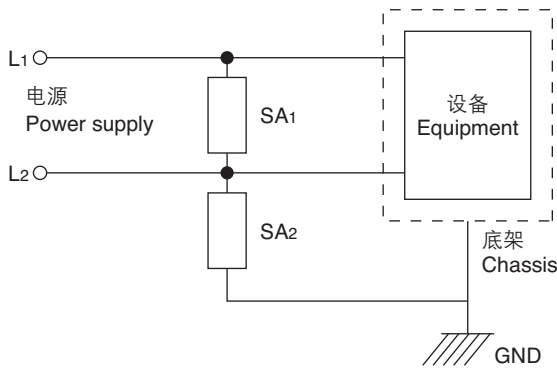 L1
电源
Power supply
SA1
设备
Equipment
L2
SA2
底架
Chassis
GND